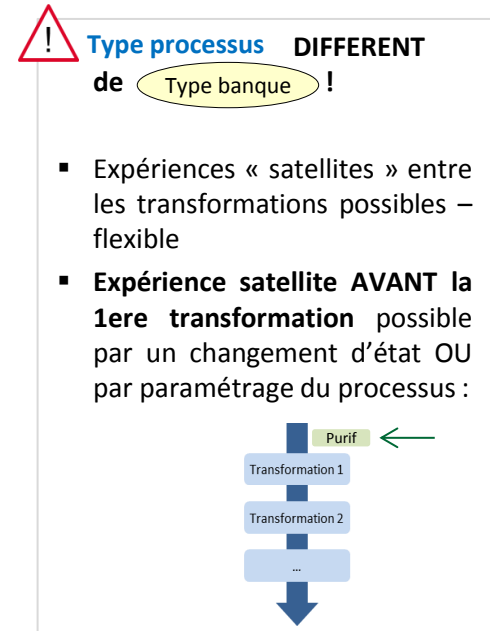 !
Type processus DIFFERENT
de Type banque !
▪ Expériences « satellites » entre
les transformations possibles –
flexible
▪ Expérience satellite AVANT la
1ere transformation possible
par un changement d’état OU
par paramétrage du processus :
Purif
Transformation 1
Transformation 2
...